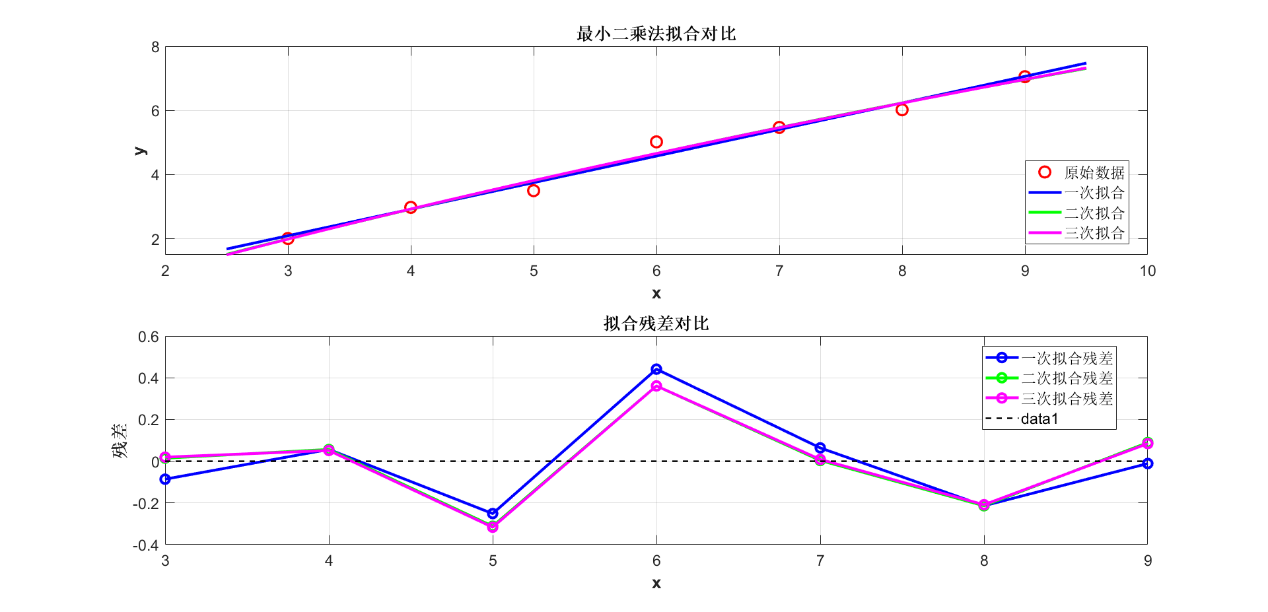 最小二乘法拟合对比
8
6
4
2
y
2 3 4 5 6 7 8 9 10
x
原始数据
一次拟合
二次拟合
三次拟合
拟合残差对比
0.6
0.4
0.2
0
-0.2
-0.4
残差
3 4 5 6 7 8 9
x
一次拟合残差
二次拟合残差
三次拟合残差
data1